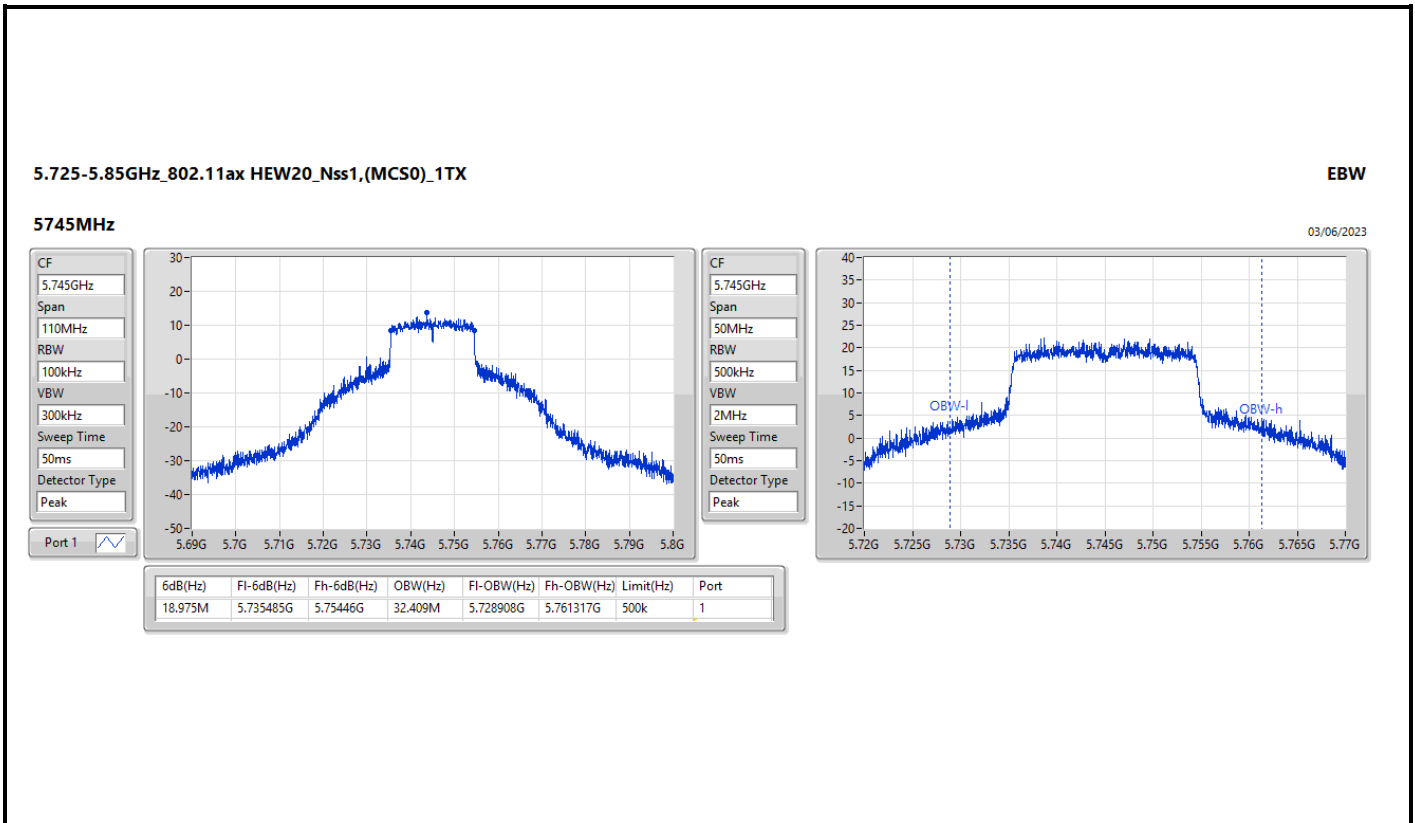 5.725-5.85GHz_802.11ax HEW20_Nss1,(MCS0)_1TX
EBW
5745MHz
03/06/2023
CF
5.745GHz
Span
110MHz
RBW
100kHz
VBW
300kHz
Sweep Time
50ms
Detector Type
Peak
Port 1
30
20
10
0
-10
-20
-30
-40
-50
5.69G 5.7G 5.71G 5.72G 5.73G 5.74G 5.75G 5.76G 5.77G 5.78G 5.79G 5.8G
CF
5.745GHz
Span
50MHz
RBW
500kHz
VBW
2MHz
Sweep Time
50ms
Detector Type
Peak
40
35
30
25
20
15
10
5
0
-5
-10
-15
-20
OBW-l
OBW-h
5.72G 5.725G 5.73G 5.735G 5.74G 5.745G 5.75G 5.755G 5.76G 5.765G 5.77G
6dB(Hz) Fl-6dB(Hz) Fh-6dB(Hz) OBW(Hz) Fl-OBW(Hz) Fh-OBW(Hz) Limit(Hz) Port
18.975M 5.735485G 5.75446G 32.409M 5.728908G 5.761317G 500k 1